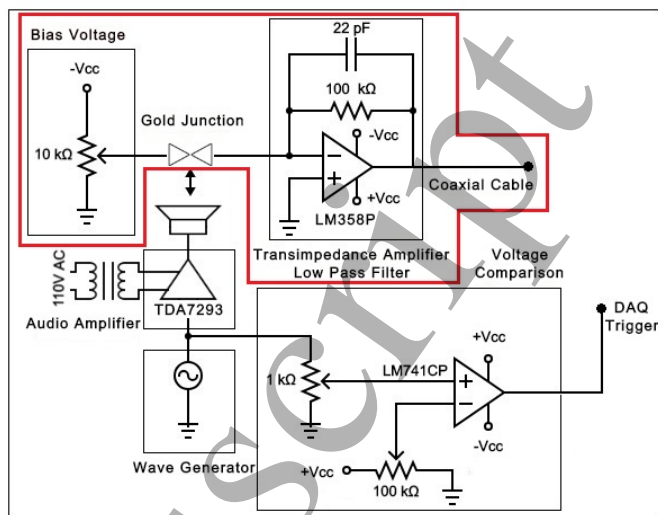 Bias Voltage
-Vcc
10 kΩ
Gold Junction
22 pF
100 kΩ
-Vcc
+Vcc
LM358P
Coaxial Cable
Transimpedance Amplifier
Low Pass Filter
Voltage
Comparison
110V AC
Audio Amplifier
TDA7293
DAQ
Trigger
1 kΩ
LM741CP
+Vcc
-Vcc
Wave Generator
+Vcc
100 kΩ
script